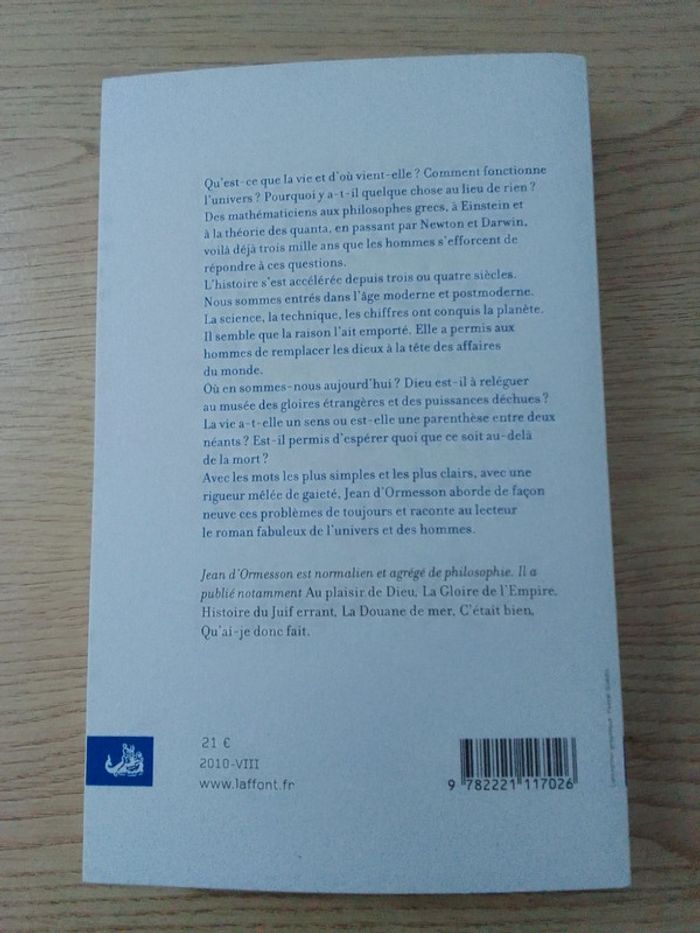 Qu'est-ce que la vie et d'où vient-elle ? Comment fonctionne
l'univers ? Pourquoi y a-t-il quelque chose au lieu de rien ?
Des mathématiciens aux philosophes grecs, à Einstein et
à la théorie des quanta, en passant par Newton et Darwin,
voilà déjà trois mille ans que les hommes s'efforcent de
répondre à ces questions.
L'histoire s'est accélérée depuis trois ou quatre siècles.
Nous sommes entrés dans l'âge moderne et postmoderne.
La science, la technique, les chiffres ont conquis la planète.
Il semble que la raison l'ait emporté. Elle a permis aux
hommes de remplacer les dieux à la tête des affaires
du monde.
Où en sommes-nous aujourd'hui ? Dieu est-il à reléguer
au musée des gloires étrangères et des puissances déchues ?
La vie a-t-elle un sens ou est-elle une parenthèse entre deux
néants ? Est-il permis d'espérer quoi que ce soit au-delà
de la mort ?
Avec les mots les plus simples et les plus clairs, avec une
rigueur mêlée de gaieté, Jean d'Ormesson aborde de façon
neuve ces problèmes de toujours et raconte au lecteur
le roman fabuleux de l'univers et des hommes.
Jean d'Ormesson est normalien et agrégé de philosophie. Il a
publié notamment Au plaisir de Dieu, La Gloire de l'Empire,
Histoire du Juif errant, La Douane de mer, C'était bien,
Qu'ai-je donc fait.
21 €
2010-VIII
www.laffont.fr
9 782221 117026